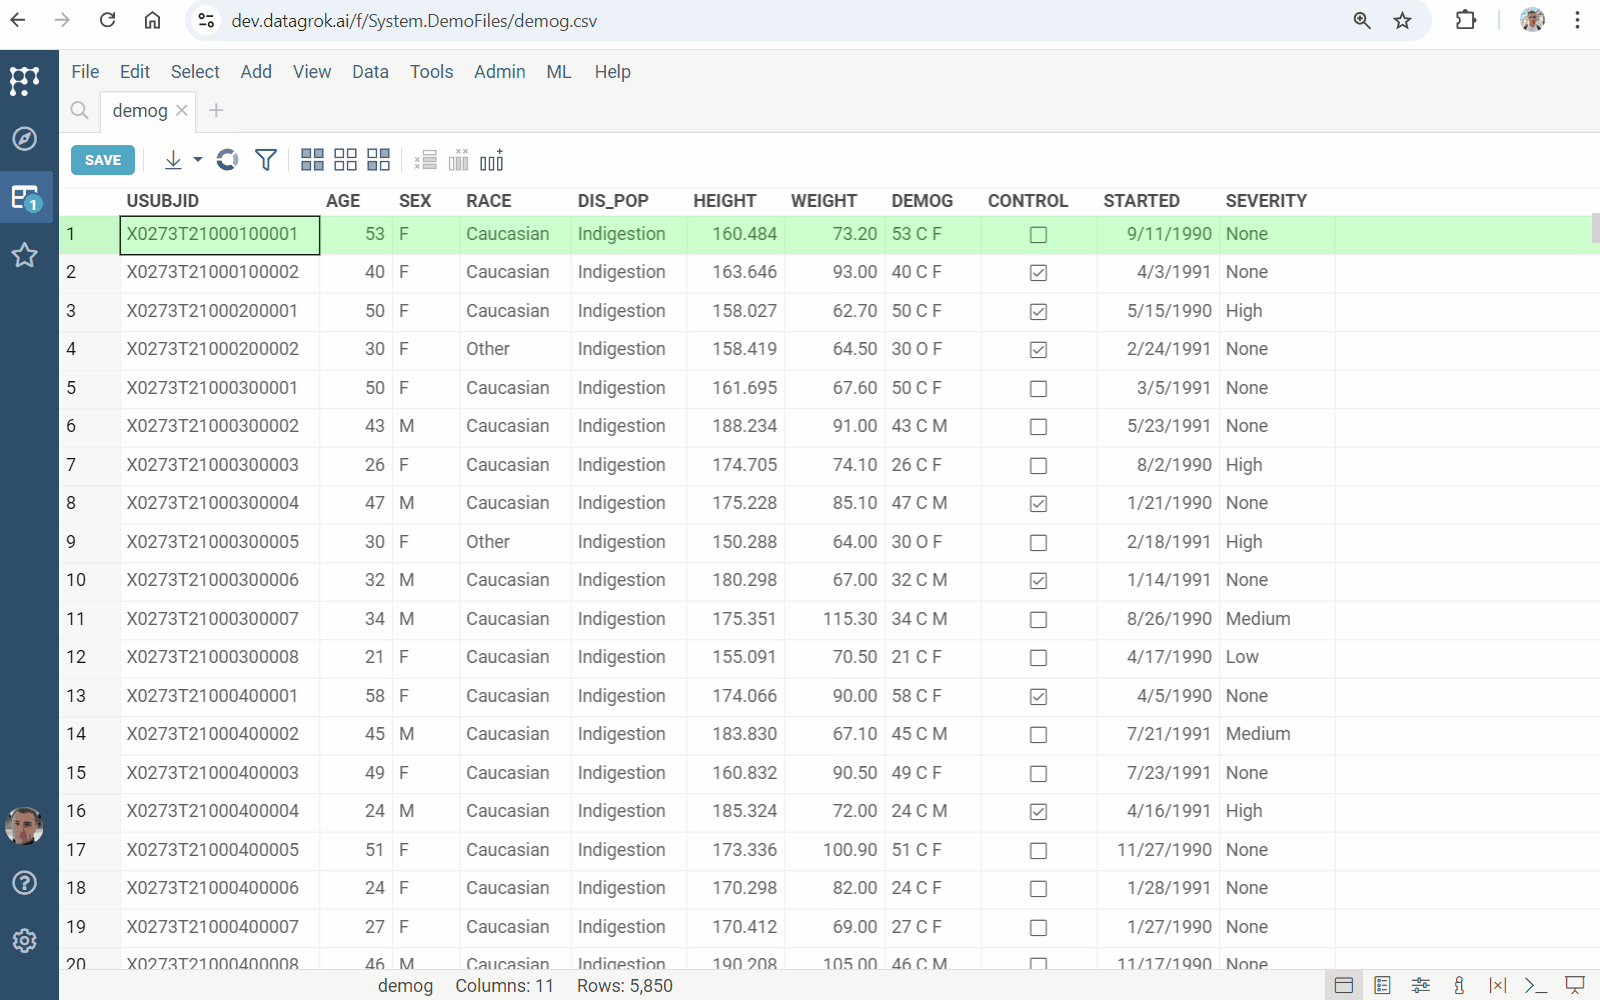 dev.datagrok.ai/f/System.DemoFiles/demog.csv
File Edit Select Add View Data Tools Admin ML Help
demog
SAVE
USUBJID AGE SEX RACE DIS_POP HEIGHT WEIGHT DEMOG CONTROL STARTED SEVERITY
1 X0273T21000100001 53 F Caucasian Indigestion 160.484 73.20 53 C F 9/11/1990 None
2 X0273T21000100002 40 F Caucasian Indigestion 163.646 93.00 40 C F 4/3/1991 None
3 X0273T21000200001 50 F Caucasian Indigestion 158.027 62.70 50 C F 5/15/1990 High
4 X0273T21000200002 30 F Other Indigestion 158.419 64.50 30 O F 2/24/1991 None
5 X0273T21000300001 50 F Caucasian Indigestion 161.695 67.60 50 C F 3/5/1991 None
6 X0273T21000300002 43 M Caucasian Indigestion 188.234 91.00 43 C M 5/23/1991 None
7 X0273T21000300003 26 F Caucasian Indigestion 174.705 74.10 26 C F 8/2/1990 High
8 X0273T21000300004 47 M Caucasian Indigestion 175.228 85.10 47 C M 1/21/1990 None
9 X0273T21000300005 30 F Other Indigestion 150.288 64.00 30 O F 2/18/1991 High
10 X0273T21000300006 32 M Caucasian Indigestion 180.298 67.00 32 C M 1/14/1991 None
11 X0273T21000300007 34 M Caucasian Indigestion 175.351 115.30 34 C M 8/26/1990 Medium
12 X0273T21000300008 21 F Caucasian Indigestion 155.091 70.50 21 C F 4/17/1990 Low
13 X0273T21000400001 58 F Caucasian Indigestion 174.066 90.00 58 C F 4/5/1990 None
14 X0273T21000400002 45 M Caucasian Indigestion 183.830 67.10 45 C M 7/21/1991 Medium
15 X0273T21000400003 49 F Caucasian Indigestion 160.832 90.50 49 C F 7/23/1991 None
16 X0273T21000400004 24 M Caucasian Indigestion 185.324 72.00 24 C M 4/16/1991 High
17 X0273T21000400005 51 F Caucasian Indigestion 173.336 100.90 51 C F 11/27/1990 None
18 X0273T21000400006 24 F Caucasian Indigestion 170.298 82.00 24 C F 1/28/1991 None
19 X0273T21000400007 27 F Caucasian Indigestion 170.412 69.00 27 C F 1/27/1990 None
20 X0273T21000400008 46 M Caucasian Indigestion 190.208 105.00 46 C M 11/17/1990 None
1
demog Columns: 11 Rows: 5,850